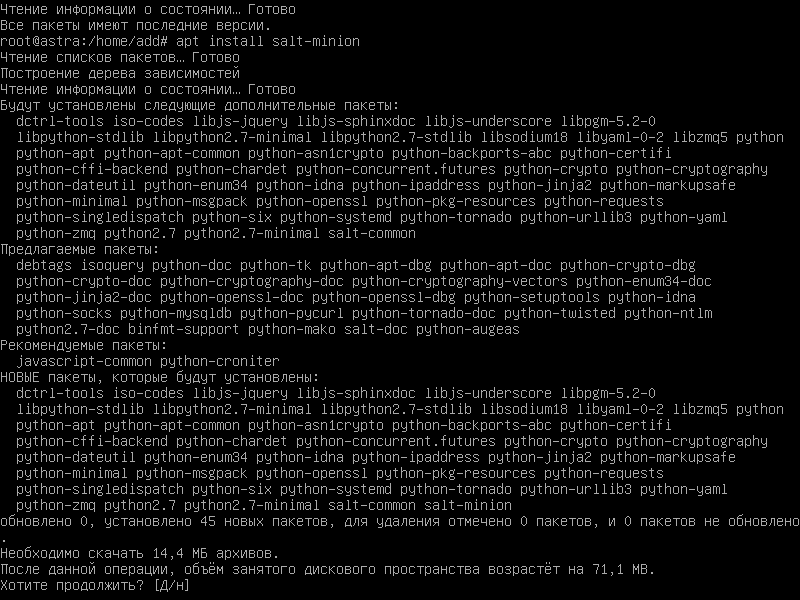 Чтение информации о состоянии… Готово
Все пакеты имеют последние версии.
root@astra:/home/add# apt install salt-minion
Чтение списков пакетов… Готово
Построение дерева зависимостей
Чтение информации о состоянии… Готово
Будут установлены следующие дополнительные пакеты:
  dctrl-tools iso-codes libjs-jquery libjs-sphinxdoc libjs-underscore libpgm-5.2-0
  libpython-stdlib libpython2.7-minimal libpython2.7-stdlib libsodium18 libyaml-0-2 libzmq5 python
  python-apt python-apt-common python-asn1crypto python-backports-abc python-certifi
  python-cffi-backend python-chardet python-concurrent.futures python-crypto python-cryptography
  python-dateutil python-enum34 python-idna python-ipaddress python-jinja2 python-markupsafe
  python-minimal python-msgpack python-openssl python-pkg-resources python-requests
  python-singledispatch python-six python-systemd python-tornado python-urllib3 python-yaml
  python-zmq python2.7 python2.7-minimal salt-common
Предлагаемые пакеты:
  debtags isoquery python-doc python-tk python-apt-dbg python-apt-doc python-crypto-dbg
  python-crypto-doc python-cryptography-doc python-cryptography-vectors python-enum34-doc
  python-jinja2-doc python-openssl-doc python-openssl-dbg python-setuptools python-idna
  python-socks python-mysqldb python-pycurl python-tornado-doc python-twisted python-ntlm
  python2.7-doc binfmt-support python-mako salt-doc python-augeas
Рекомендуемые пакеты:
  javascript-common python-croniter
НОВЫЕ пакеты, которые будут установлены:
  dctrl-tools iso-codes libjs-jquery libjs-sphinxdoc libjs-underscore libpgm-5.2-0
  libpython-stdlib libpython2.7-minimal libpython2.7-stdlib libsodium18 libyaml-0-2 libzmq5 python
  python-apt python-apt-common python-asn1crypto python-backports-abc python-certifi
  python-cffi-backend python-chardet python-concurrent.futures python-crypto python-cryptography
  python-dateutil python-enum34 python-idna python-ipaddress python-jinja2 python-markupsafe
  python-minimal python-msgpack python-openssl python-pkg-resources python-requests
  python-singledispatch python-six python-systemd python-tornado python-urllib3 python-yaml
  python-zmq python2.7 python2.7-minimal salt-common salt-minion
обновлено 0, установлено 45 новых пакетов, для удаления отмечено 0 пакетов, и 0 пакетов не обновлено
.
Необходимо скачать 14,4 МБ архивов.
После данной операции, объём занятого дискового пространства возрастёт на 71,1 MB.
Хотите продолжить? [Д/н]